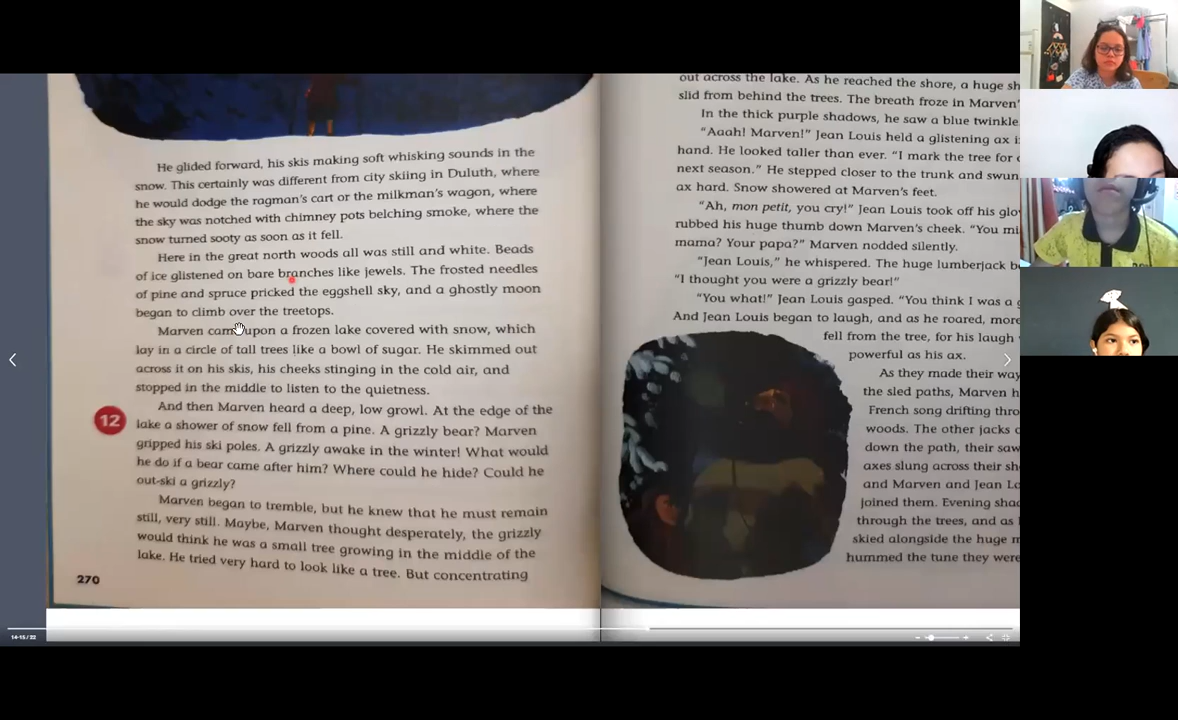 He glided forward, his skis making soft whisking sounds in the
snow. This certainly was different from city skiing in Duluth, where
he would dodge the ragman's cart or the milkman's wagon, where
the sky was notched with chimney pots belching smoke, where the
snow turned sooty as soon as it fell.
Here in the great north woods all was still and white. Beads
of ice glistened on bare branches like jewels. The frosted needles
of pine and spruce pricked the eggshell sky, and a ghostly moon
began to climb over the treetops.
Marven came upon a frozen lake covered with snow, which
lay in a circle of tall trees like a bowl of sugar. He skimmed out
across it on his skis, his cheeks stinging in the cold air, and
stopped in the middle to listen to the quietness.
And then Marven heard a deep, low growl. At the edge of the
12
lake a shower of snow fell from a pine. A grizzly bear? Marven
gripped his ski poles. A grizzly awake in the winter! What would
he do if a bear came after him? Where could he hide? Could he
out-ski a grizzly?
Marven began to tremble, but he knew that he must remain
still, very still. Maybe, Marven thought desperately, the grizzly
would think he was a small tree growing in the middle of the
lake. He tried very hard to look like a tree. But concentrating
270
out across the lake. As he reached the shore, a huge sh
slid from behind the trees. The breath froze in Marven'
In the thick purple shadows, he saw a blue twinkle
"Aaah! Marven!" Jean Louis held a glistening ax i
hand. He looked taller than ever. "I mark the tree for
next season." He stepped closer to the trunk and swun
ax hard. Snow showered at Marven's feet.
"Ah, mon petit, you cry!" Jean Louis took off his glo
rubbed his huge thumb down Marven's cheek. "You mi
mama? Your papa?" Marven nodded silently.
"Jean Louis," he whispered. The huge lumberjack b
"I thought you were a grizzly bear!"
"You what!" Jean Louis gasped. "You think I was a g
And Jean Louis began to laugh, and as he roared, more
fell from the tree, for his laugh
powerful as his ax.
As they made their way
the sled paths, Marven h
French song drifting thro
woods. The other jacks c
down the path, their saw
axes slung across their sh
and Marven and Jean Lo
joined them. Evening shad
through the trees, and as
skied alongside the huge m
hummed the tune they were
14-15 / 22